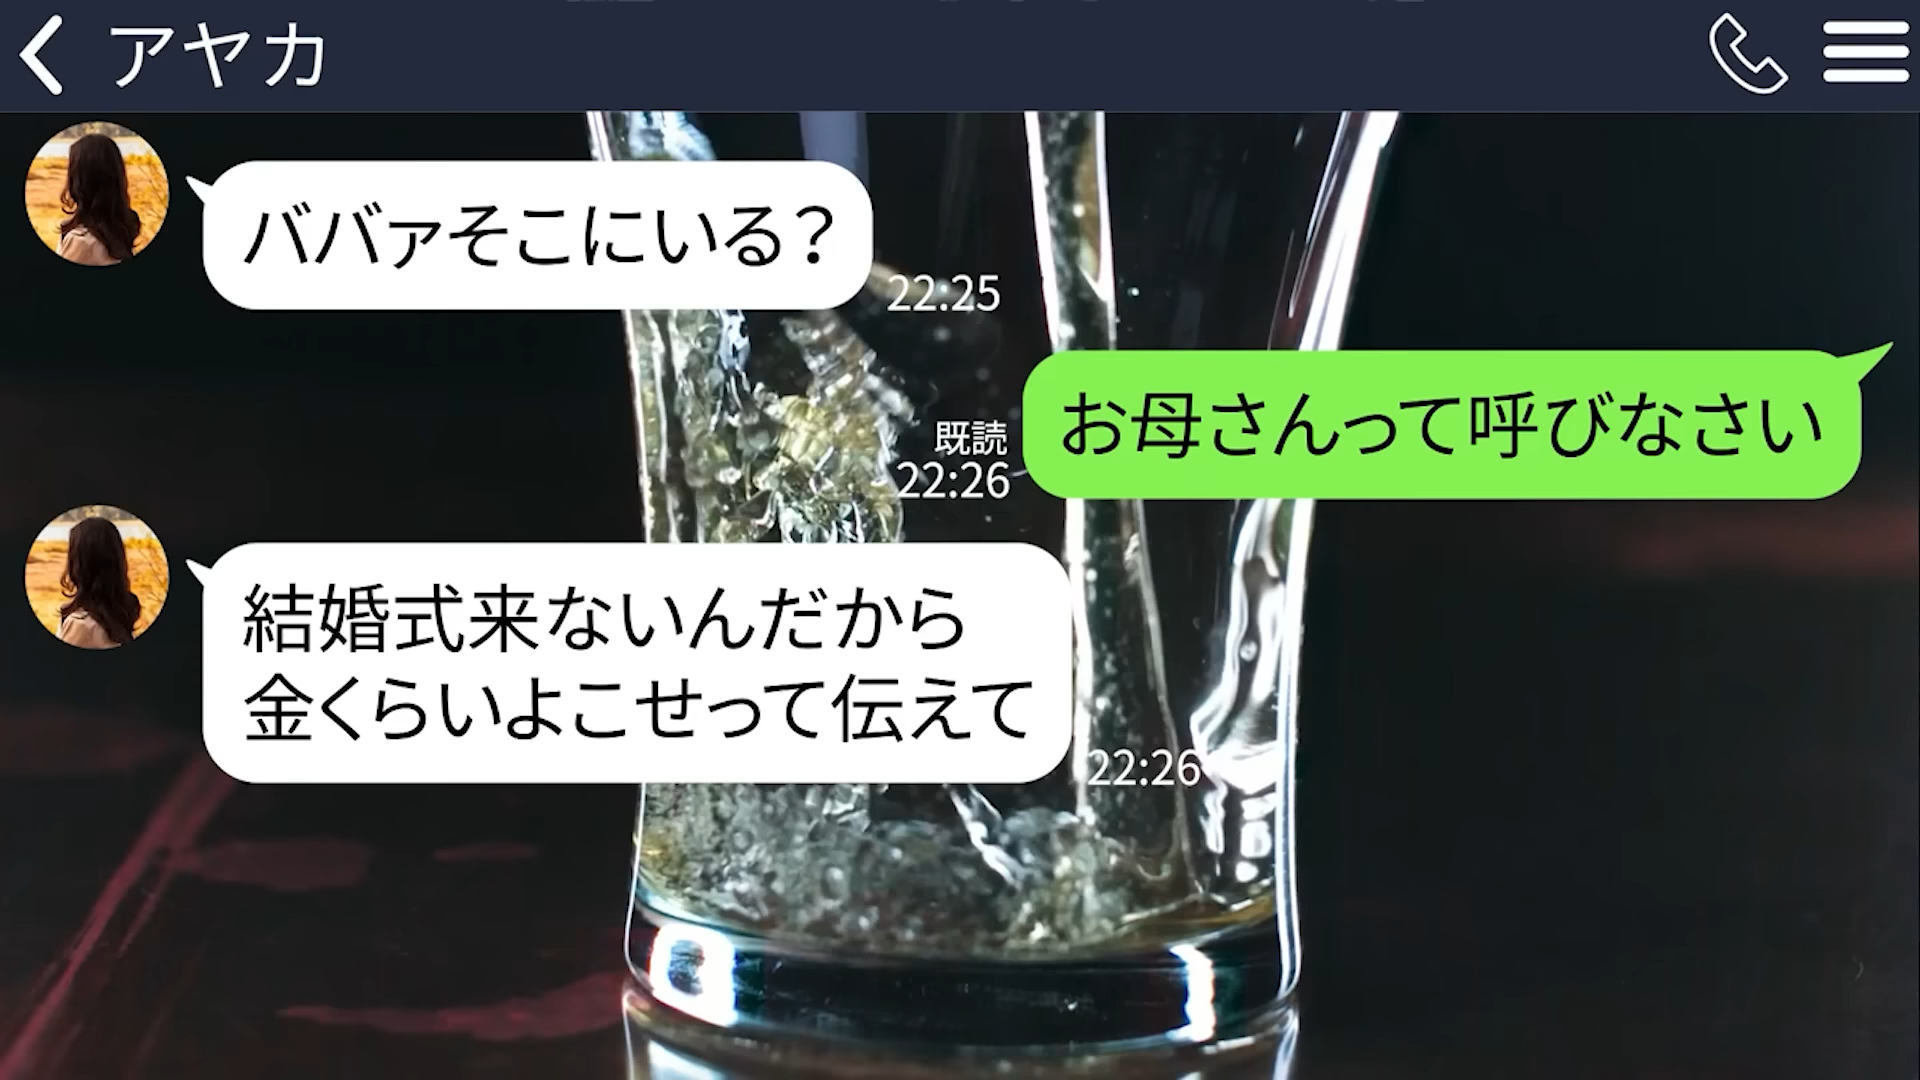 アヤカ
ババァそこにいる？
22:25
お母さんって呼びなさい
既読
22:26
結婚式来ないんだから
金くらいよこせって伝えて
22:26